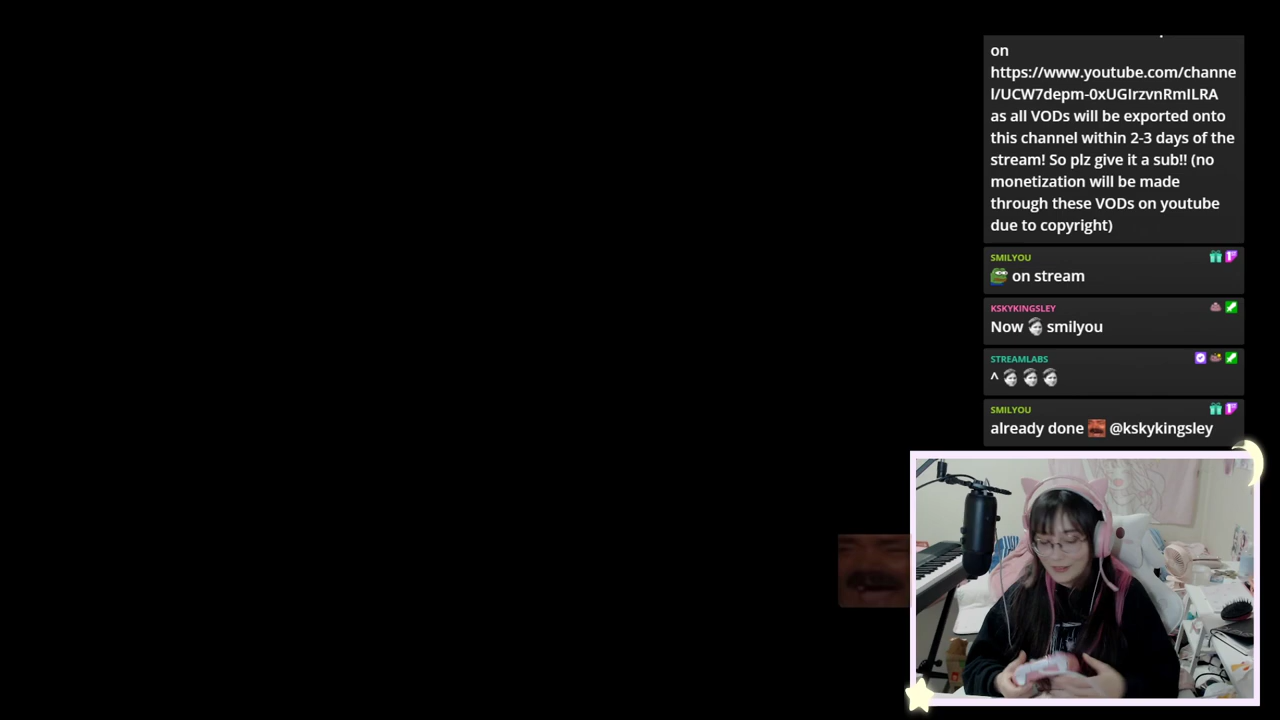 on
https://www.youtube.com/channe
l/UCW7depm-0xUGIrzvnRmILRA
as all VODs will be exported onto
this channel within 2-3 days of the
stream! So plz give it a sub!! (no
monetization will be made
through these VODs on youtube
due to copyright)
SMILYOU
on stream
KSKYKINGSLEY
Now smilyou
STREAMLABS
^
SMILYOU
already done @kskykingsley